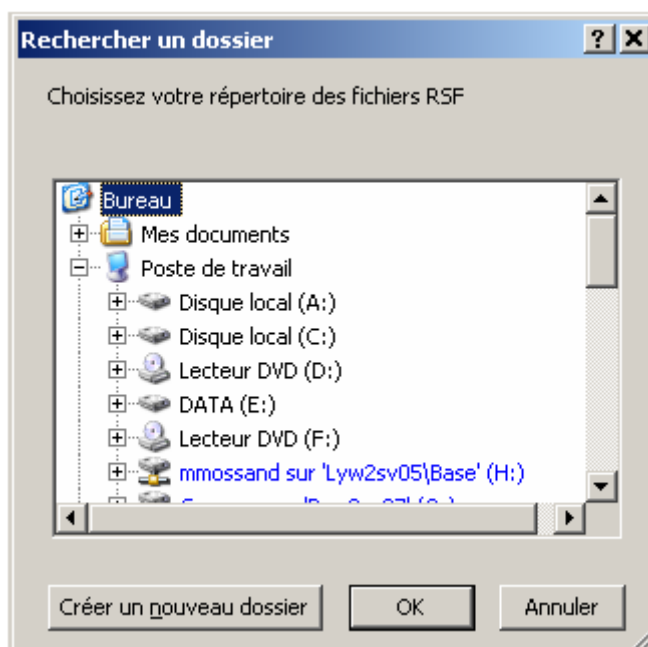 Rechercher un dossier
Choisissez votre répertoire des fichiers RSF
Bureau
Mes documents
Poste de travail
Disque local (A:)
Disque local (C:)
Lecteur DVD (D:)
DATA (E:)
Lecteur DVD (F:)
mmossand sur 'Lyw2sv05\Base' (H:)
Créer un nouveau dossier OK Annuler